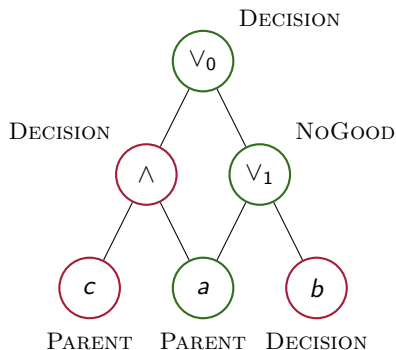 DECISION
∨₀
DECISION
NOGOOD
∧
∨₁
c
a
b
PARENT
PARENT
DECISION